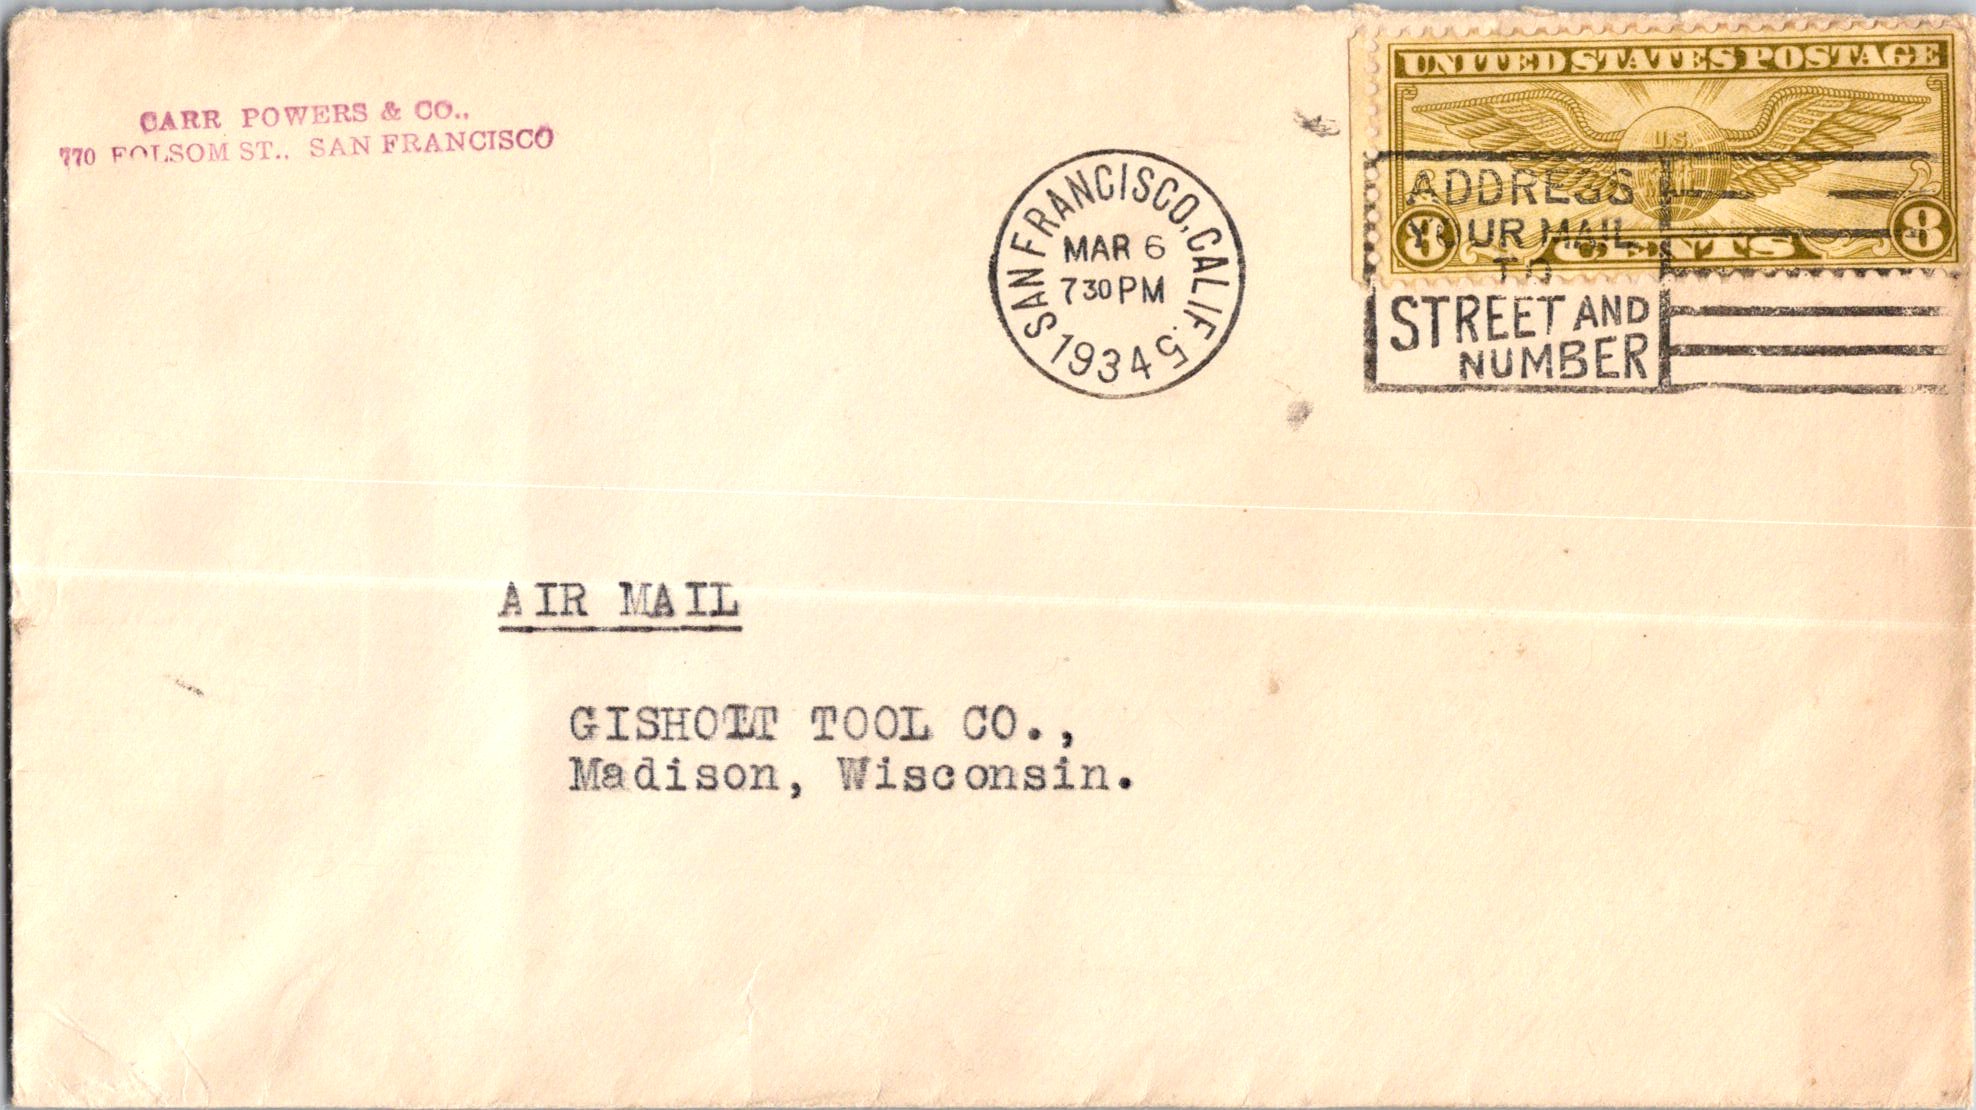 CARR POWERS & CO.,
770 FOLSOM ST., SAN FRANCISCO
SAN FRANCISCO, CALIF. 5
MAR 6
7 30 PM
1934
UNITED STATES POSTAGE
U.S.
8 CENTS 8
ADDRESS
YOUR MAIL
TO
STREET AND
NUMBER
AIR MAIL
GISHOLT TOOL CO.,
Madison, Wisconsin.